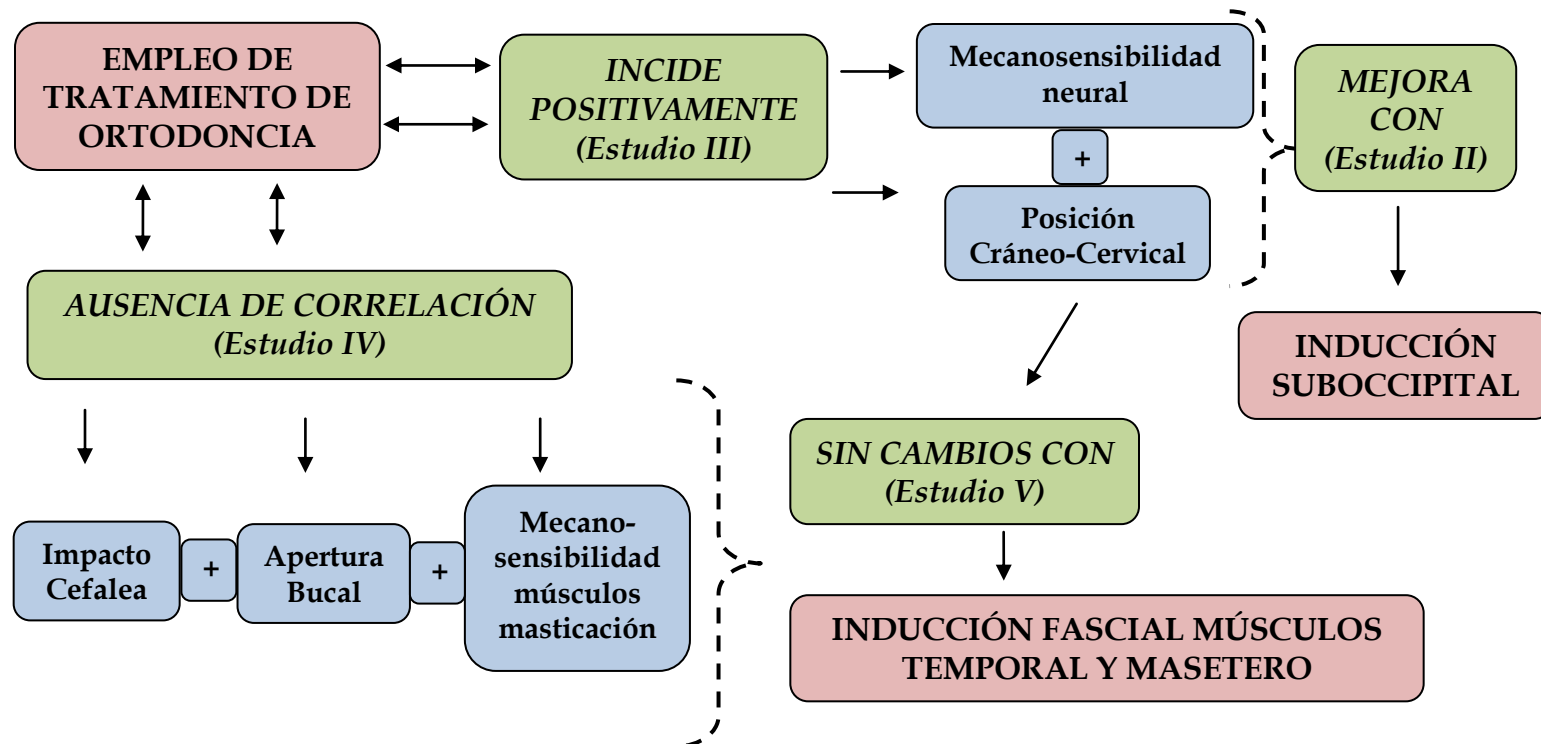 EMPLEO DE
TRATAMIENTO DE
ORTODONCIA
INCIDE
POSITIVAMENTE
(Estudio III)
Mecanosensibilidad
neural
+
Posición
Cráneo-Cervical
MEJORA
CON
(Estudio II)
INDUCCIÓN
SUBOCCIPITAL
AUSENCIA DE CORRELACIÓN
(Estudio IV)
Impacto
Cefalea
+
Apertura
Bucal
+
Mecano-
sensibilidad
músculos
masticación
SIN CAMBIOS CON
(Estudio V)
INDUCCIÓN FASCIAL MÚSCULOS
TEMPORAL Y MASETERO